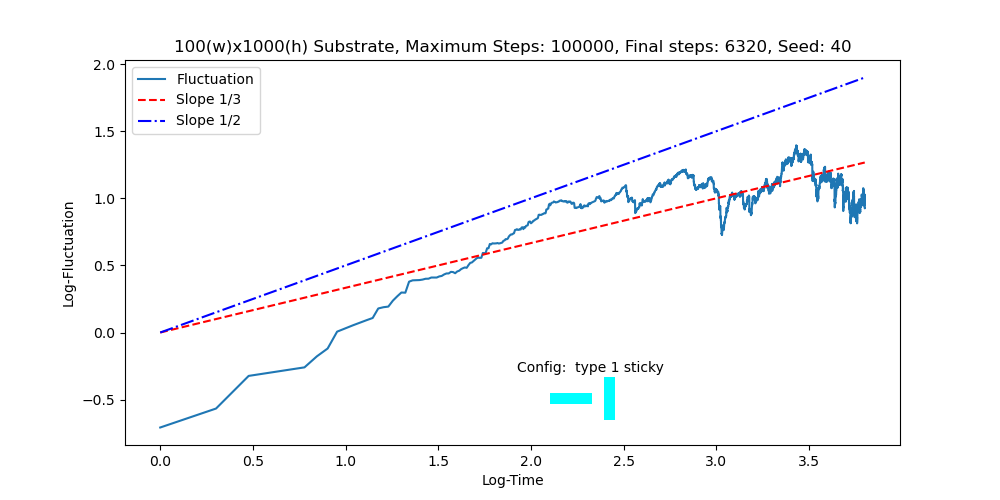 100(w)x1000(h) Substrate, Maximum Steps: 100000, Final steps: 6320, Seed: 40
2.0
1.5
1.0
0.5
0.0
−0.5
Log-Fluctuation
Fluctuation
Slope 1/3
Slope 1/2
Config:  type 1 sticky
0.0 0.5 1.0 1.5 2.0 2.5 3.0 3.5
Log-Time